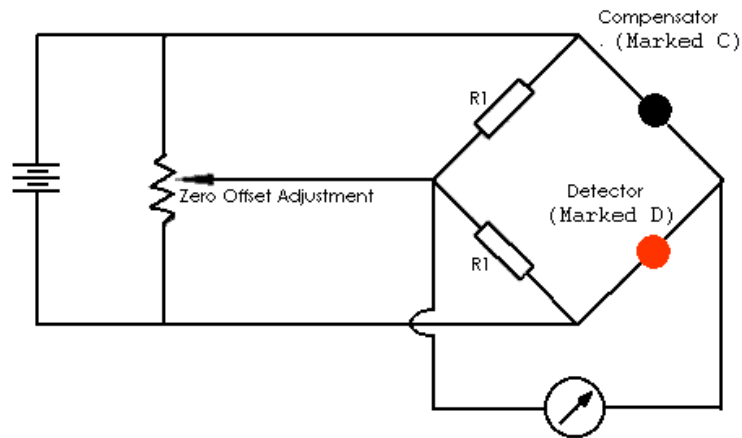 Compensator
. (Marked C)
R1
Zero Offset Adjustment
Detector
(Marked D)
R1